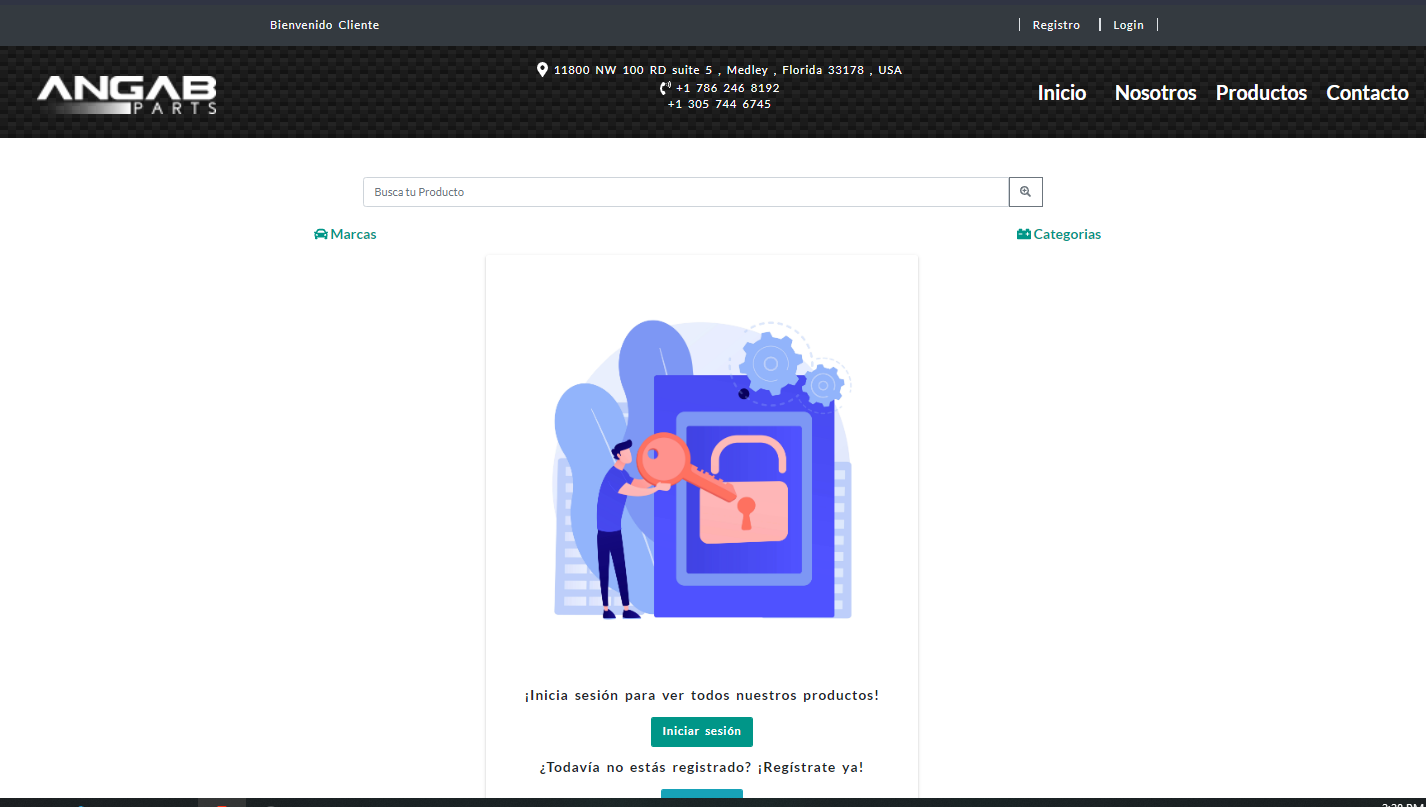 Bienvenido Cliente
Registro
Login
ANGAB
PARTS
11800 NW 100 RD suite 5 , Medley , Florida 33178 , USA
+1 786 246 8192
+1 305 744 6745
Inicio Nosotros Productos Contacto
Busca tu Producto
Marcas
Categorias
¡Inicia sesión para ver todos nuestros productos!
Iniciar sesión
¿Todavía no estás registrado? ¡Regístrate ya!